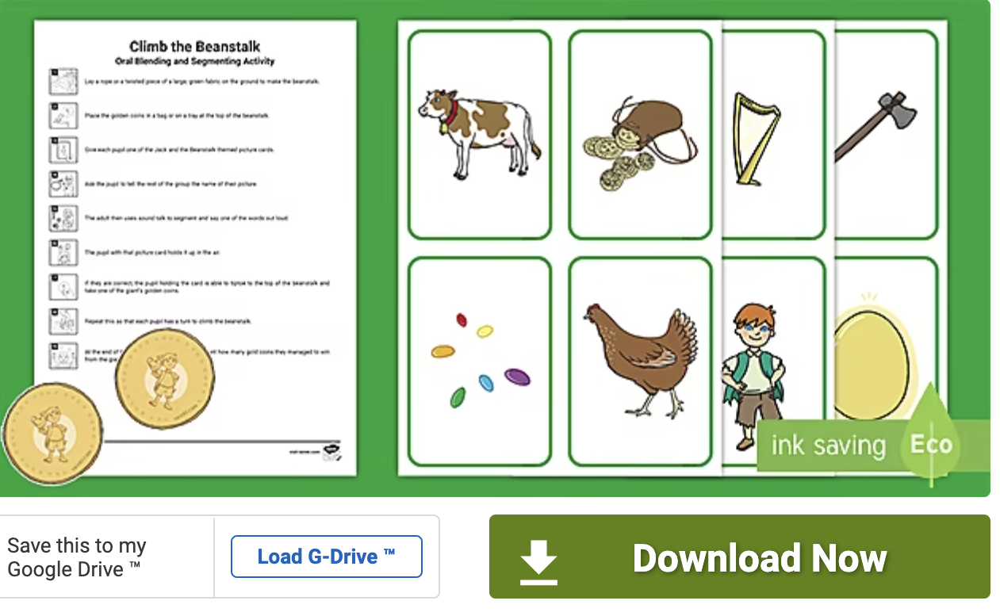 Climb the Beanstalk
Oral Blending and Segmenting Activity
Lay a rope or a twisted piece of a large, green fabric on the ground to make the beanstalk.
Place the golden coins in a bag or on a tray at the top of the beanstalk.
Give each pupil one of the Jack and the Beanstalk themed picture cards.
Ask the pupil to tell the rest of the group the name of their picture.
The adult then uses sound talk to segment and say one of the words out loud.
The pupil with that picture card holds it up in the air.
If they are correct, the pupil holding the card is able to tiptoe to the top of the beanstalk and
take one of the giant's golden coins.
Repeat this so that each pupil has a turn to climb the beanstalk.
At the end of how many gold coins they managed to win
from the
ink saving
Eco
Save this to my
Google Drive ™
Load G-Drive ™
Download Now